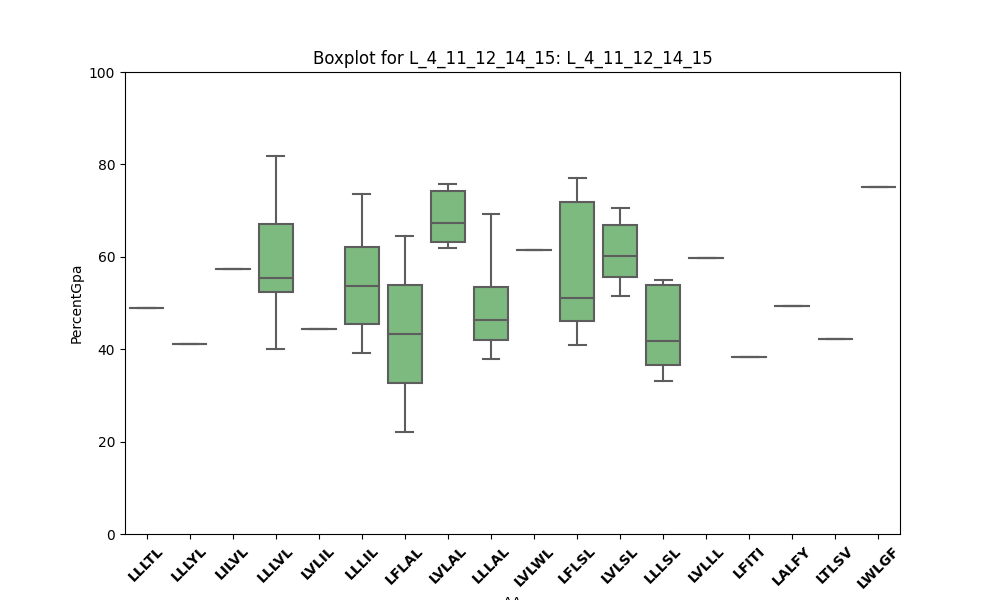 Boxplot for L_4_11_12_14_15: L_4_11_12_14_15
100
80
60
40
20
0
PercentGpa
LLLTL
LLLYL
LILVL
LLLVL
LVLIL
LLLIL
LFLAL
LVLAL
LLLAL
LVLWL
LFLSL
LVLSL
LLLSL
LVLLL
LFITI
LALFY
LTLSV
LWLGF
AA